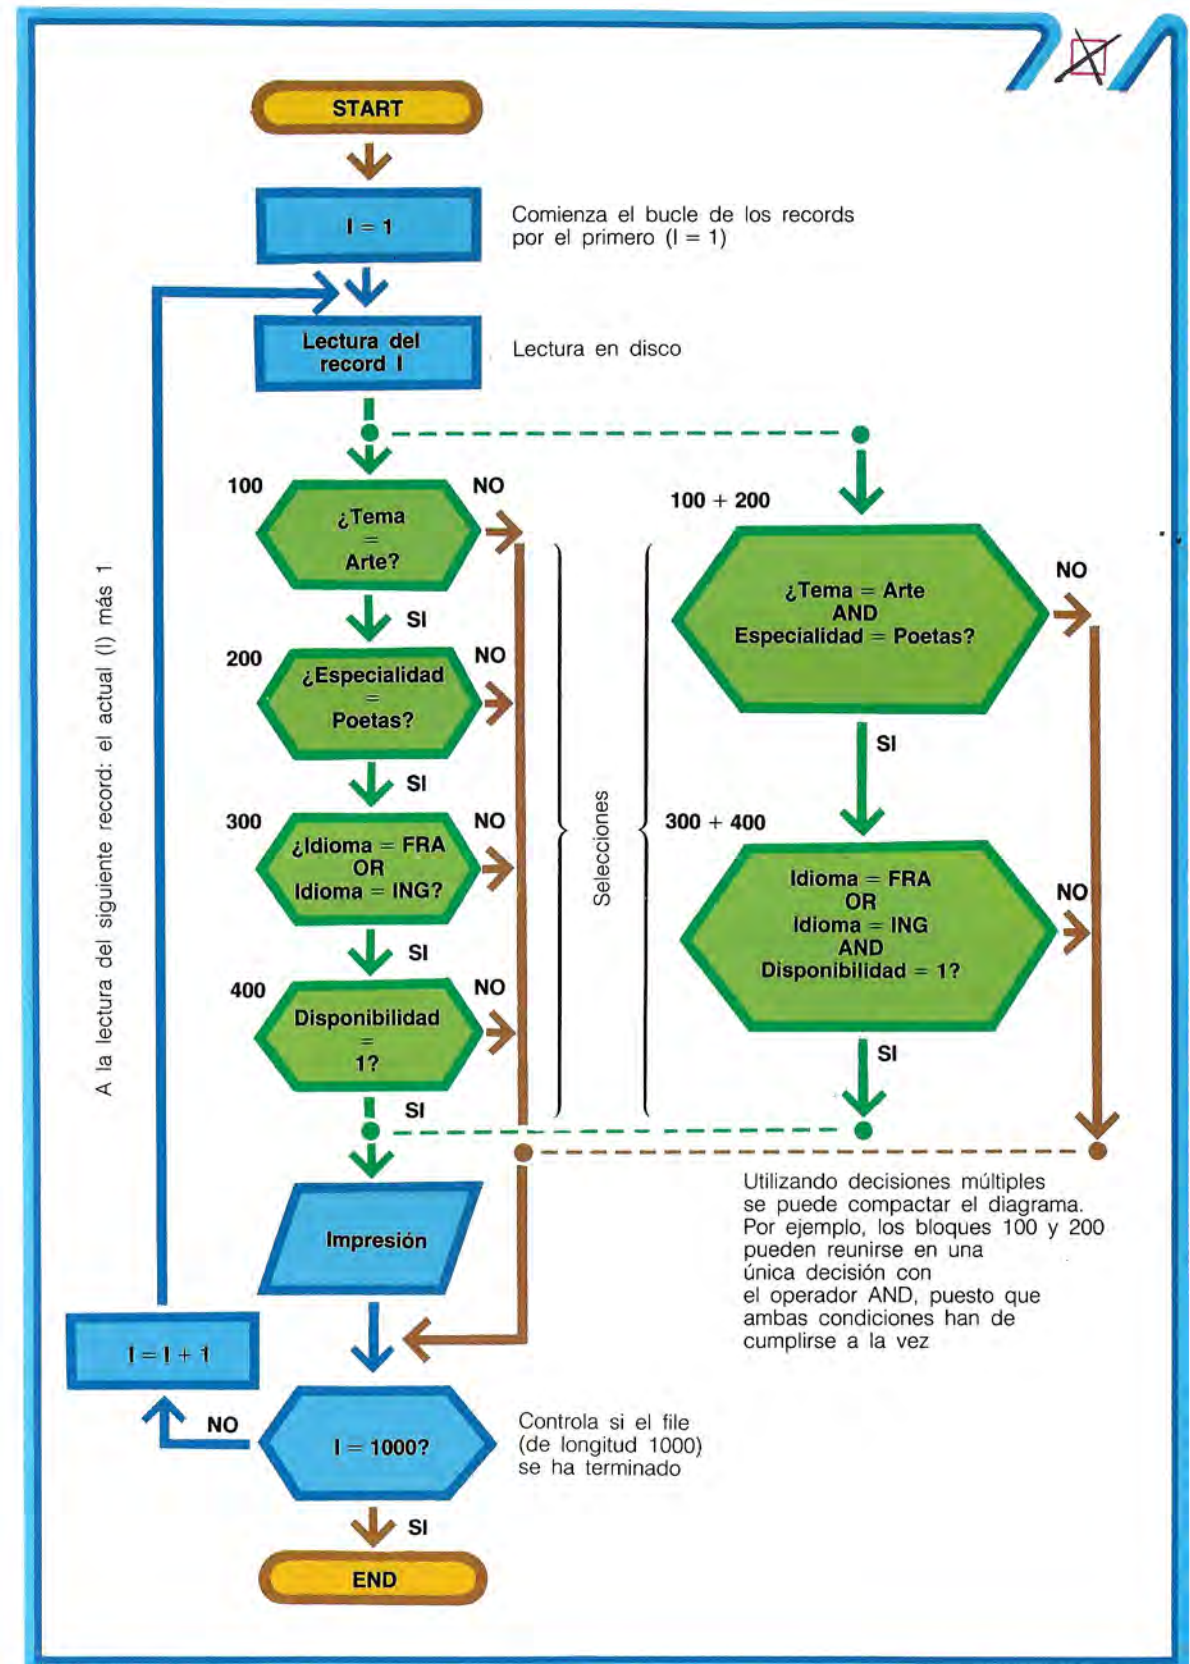 START
I = 1
Comienza el bucle de los records
por el primero (I = 1)
Lectura del
record I
Lectura en disco
A la lectura del siguiente record: el actual (I) más 1
100
¿Tema
=
Arte?
NO
SI
200
¿Especialidad
=
Poetas?
NO
SI
300
¿Idioma = FRA
OR
Idioma = ING?
NO
SI
400
Disponibilidad
=
1?
NO
SI
Selecciones
100 + 200
¿Tema = Arte
AND
Especialidad = Poetas?
NO
SI
300 + 400
Idioma = FRA
OR
Idioma = ING
AND
Disponibilidad = 1?
NO
SI
Utilizando decisiones múltiples
se puede compactar el diagrama.
Por ejemplo, los bloques 100 y 200
pueden reunirse en una
única decisión con
el operador AND, puesto que
ambas condiciones han de
cumplirse a la vez
Impresión
I = I + 1
NO
I = 1000?
Controla si el file
(de longitud 1000)
se ha terminado
SI
END